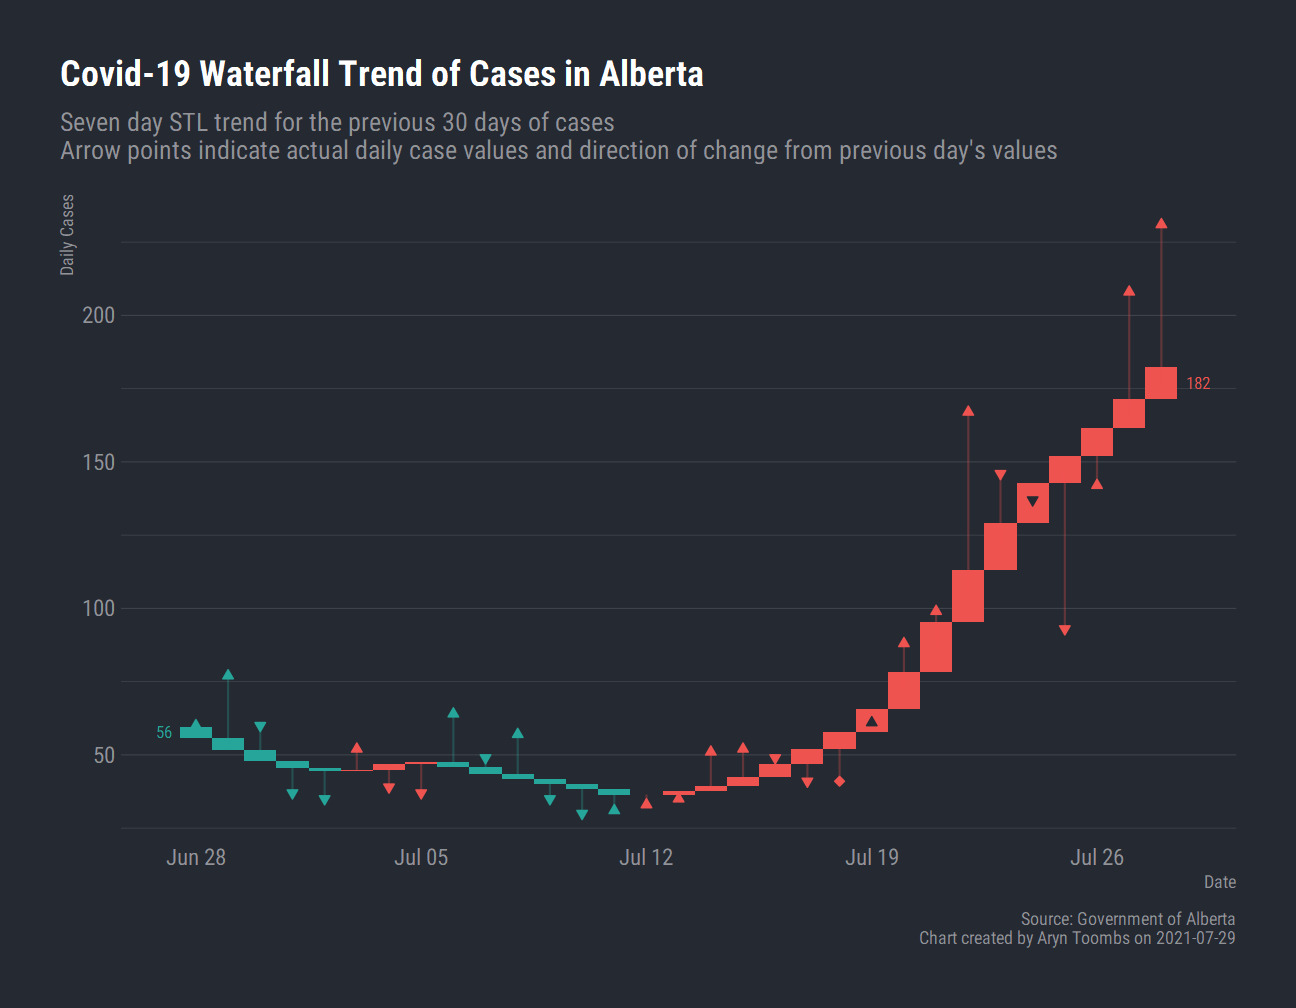 Covid-19 Waterfall Trend of Cases in Alberta
Seven day STL trend for the previous 30 days of cases
Arrow points indicate actual daily case values and direction of change from previous day's values
Daily Cases
200
150
100
50
56
182
Jun 28
Jul 05
Jul 12
Jul 19
Jul 26
Date
Source: Government of Alberta
Chart created by Aryn Toombs on 2021-07-29